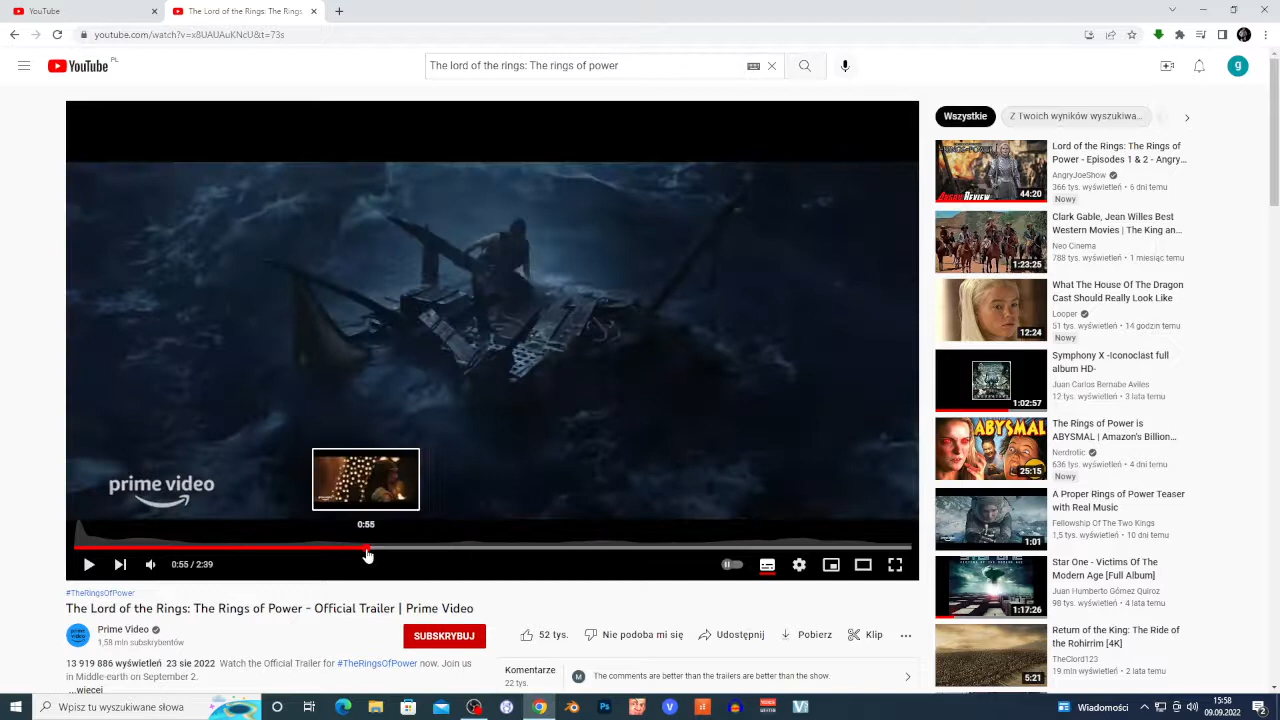 YouTube
The Lord of the Rings: The Rings
youtube.com/watch?v=x8UAUAuKNcU&t=73s
YouTube PL
The lord of the rings: The rings of power
g
Wszystkie
Z Twoich wyników wyszukiwa...
Lord of the Rings: The Rings of
Power - Episodes 1 & 2 - Angry...
AngryJoeShow
366 tys. wyświetleń • 6 dni temu
Nowy
ANGRY REVIEW
44:20
Clark Gable, Jean Willes Best
Western Movies | The King an...
Neo Cinema
788 tys. wyświetleń • 1 miesiąc temu
1:23:25
What The House Of The Dragon
Cast Should Really Look Like
Looper
51 tys. wyświetleń • 14 godzin temu
Nowy
12:24
Symphony X -Iconoclast full
album HD-
Juan Carlos Bernabe Aviles
12 tys. wyświetleń • 3 lata temu
1:02:57
The Rings of Power is
ABYSMAL | Amazon's Billion...
Nerdrotic
636 tys. wyświetleń • 4 dni temu
Nowy
ABYSMAL
25:15
A Proper Rings of Power Teaser
with Real Music
Fellowship Of The Two Kings
1,5 tys. wyświetleń • 10 dni temu
1:01
Star One - Victims Of The
Modern Age [Full Album]
Juan Humberto Gómez Quiroz
98 tys. wyświetleń • 4 lata temu
1:17:26
Return of the King: The Ride of
the Rohirrim [4K]
TheClord123
19 mln wyświetleń • 2 lata temu
5:21
prime video
0:55
0:55 / 2:39
#TheRingsOfPower
The Lord of the Rings: The Rings of Power - Official Trailer | Prime Video
Prime Video
1,58 mln subskrybentów
SUBSKRYBUJ
52 tys.
Nie podoba mi się
Udostępnij
Pobierz
Klip
13 919 886 wyświetleń 23 sie 2022 Watch the Official Trailer for #TheRingsOfPower now. Join us
in Middle-earth on September 2.
...więcej
Komentarze
22 tys.
M
The comments are better than the trailers are better than the show.
Wpisz tu wyszukiwane słowa
Wiadomości
15:58
09.09.2022
2